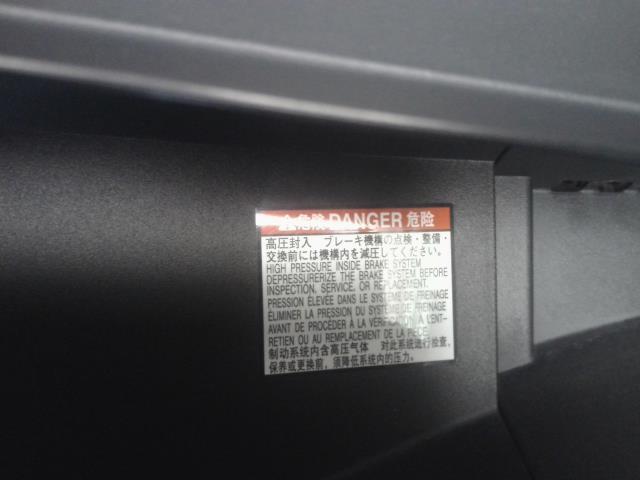 危険 DANGER 危险
高圧封入 ブレーキ機構の点検・整備・
交換前には機構内を減圧してください。
HIGH PRESSURE INSIDE BRAKE SYSTEM
DEPRESSURERIZE THE BRAKE SYSTEM BEFORE
INSPECTION, SERVICE, OR REPLACEMENT.
PRESSION ÉLEVÉE DANS LE SYSTÈME DE FREINAGE
ÉLIMINER LA PRESSION DU SYSTÈME DE FREINAGE
AVANT DE PROCÉDER À LA VÉRIFICATION À L'ENT-
RETIEN OU AU REMPLACEMENT DE LA PIÈCE.
制动系统内含高压气体 对此系统进行检查,
保养或更换前, 须降低系统内的压力.